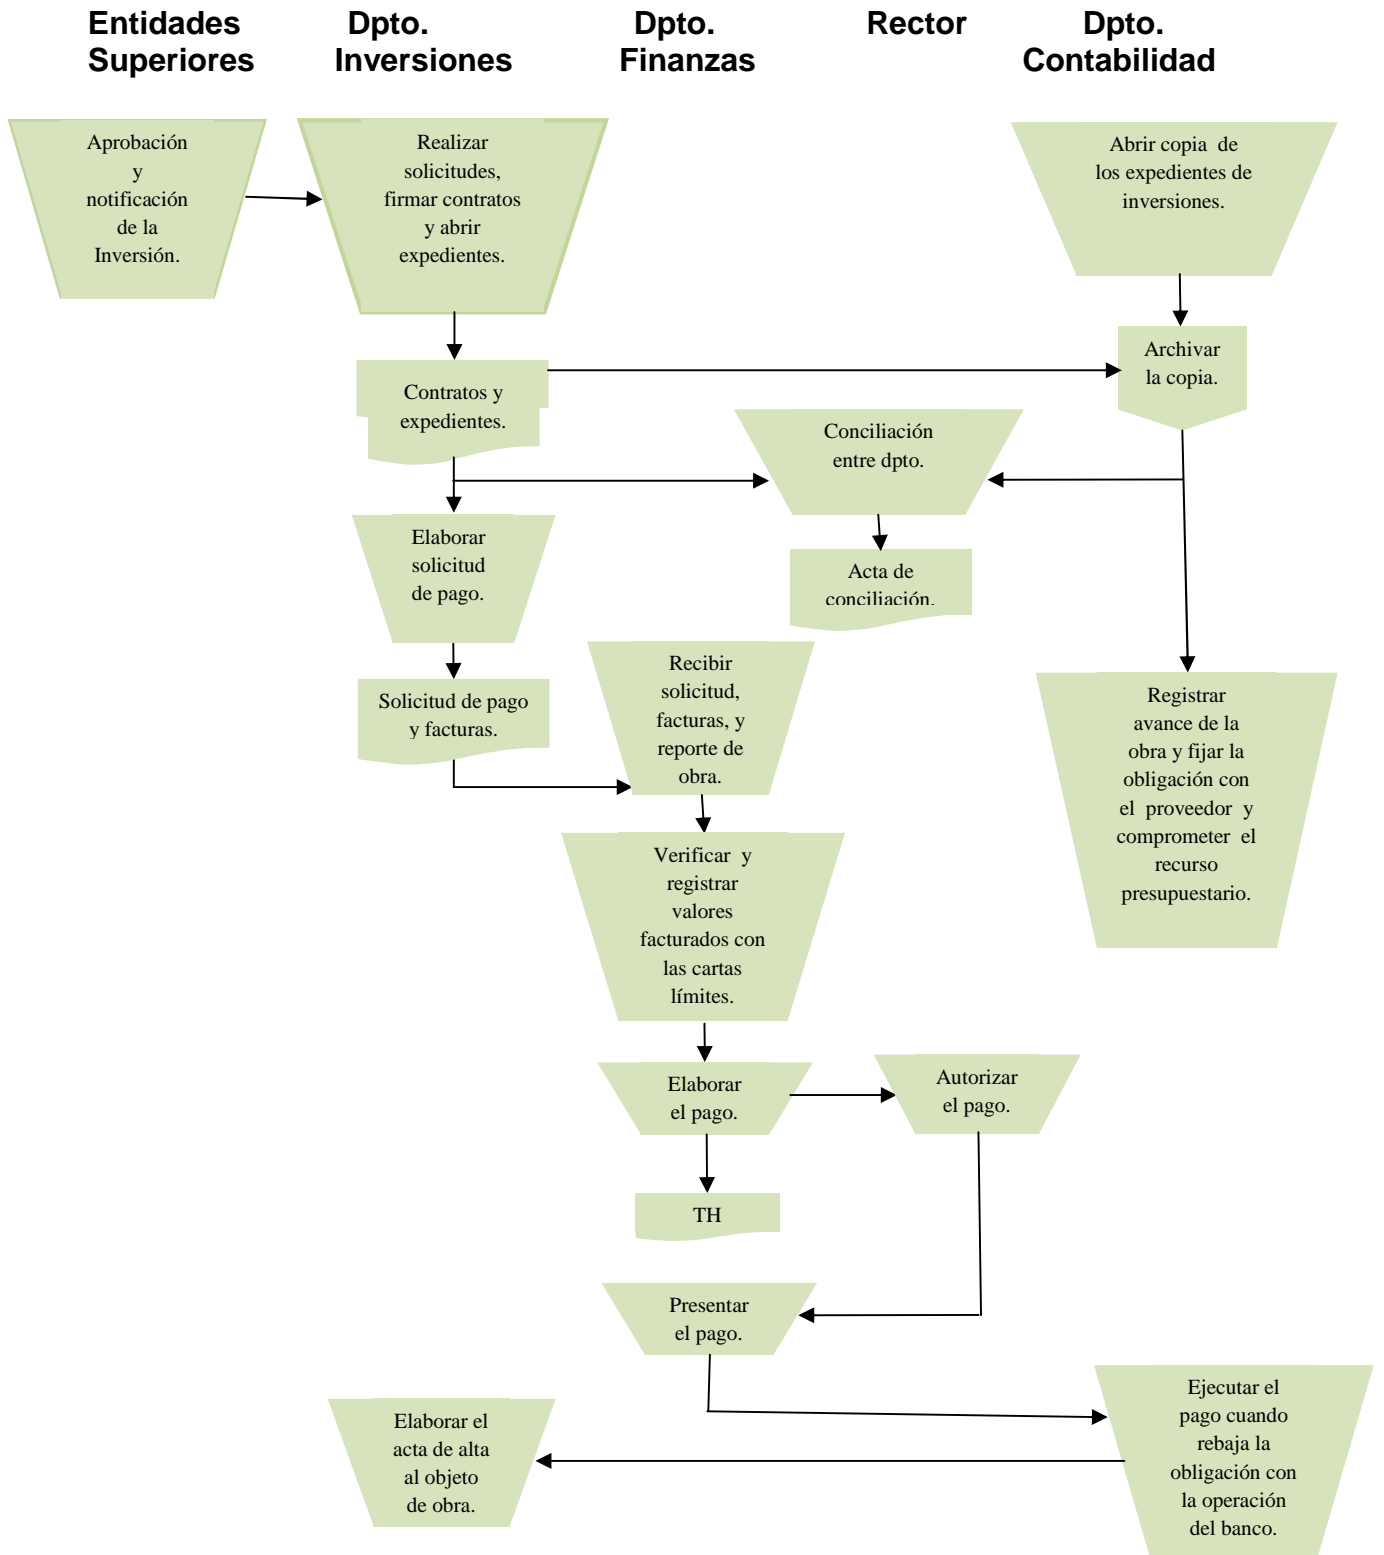 Entidades
Superiores
Dpto.
Inversiones
Dpto.
Finanzas
Rector
Dpto.
Contabilidad
Aprobación
y
notificación
de la
Inversión.
Realizar
solicitudes,
firmar contratos
y abrir
expedientes.
Abrir copia de
los expedientes de
inversiones.
Archivar
la copia.
Contratos y
expedientes.
Conciliación
entre dpto.
Elaborar
solicitud
de pago.
Acta de
conciliación.
Recibir
solicitud,
facturas, y
reporte de
obra.
Solicitud de pago
y facturas.
Registrar
avance de la
obra y fijar la
obligación con
el proveedor y
comprometer el
recurso
presupuestario.
Verificar y
registrar
valores
facturados con
las cartas
límites.
Elaborar
el pago.
Autorizar
el pago.
TH
Presentar
el pago.
Ejecutar el
pago cuando
rebaja la
obligación con
la operación
del banco.
Elaborar el
acta de alta
al objeto
de obra.